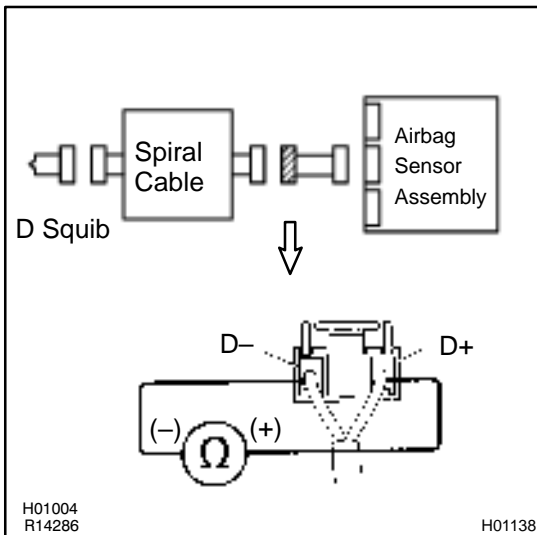 Spiral
Cable
Airbag
Sensor
Assembly
D Squib
D–
D+
(–)
(+)
Ω
H01004
R14286
H01138